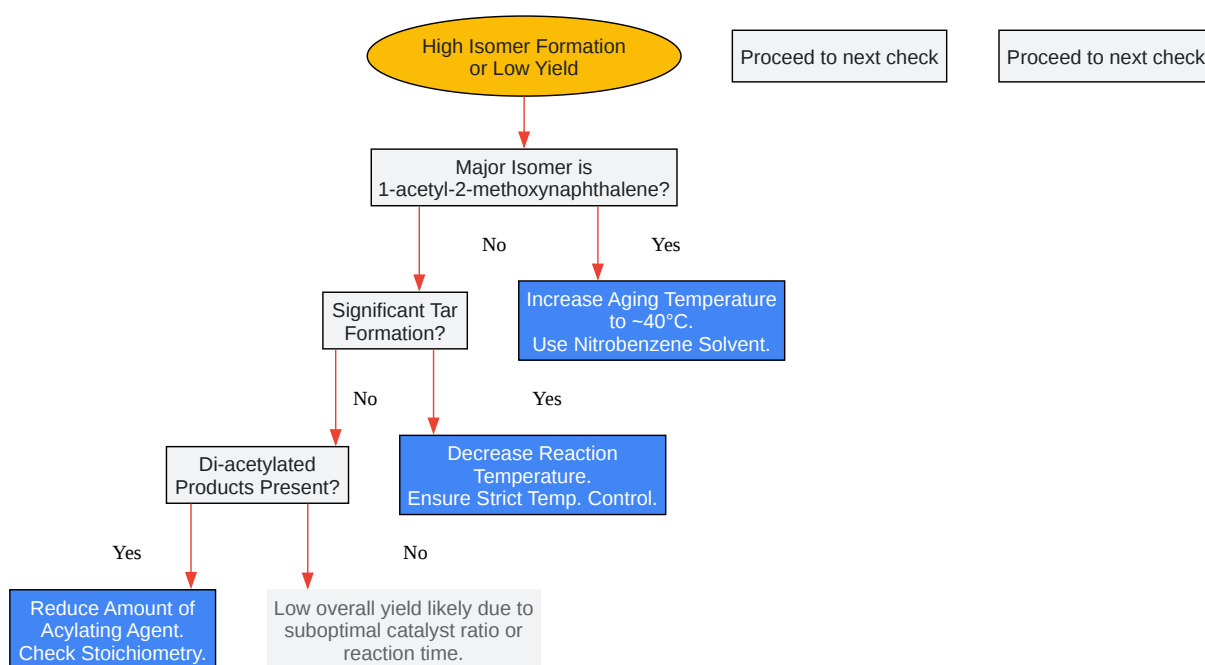 High Isomer Formation
or Low Yield
Proceed to next check
Proceed to next check
Major Isomer is
1-acetyl-2-methoxynaphthalene?
No
Yes
Significant Tar
Formation?
Increase Aging Temperature
to ~40°C.
Use Nitrobenzene Solvent.
No
Yes
Di-acetylated
Products Present?
Decrease Reaction
Temperature.
Ensure Strict Temp. Control.
Yes
No
Reduce Amount of
Acylating Agent.
Check Stoichiometry.
Low overall yield likely due to
suboptimal catalyst ratio or
reaction time.